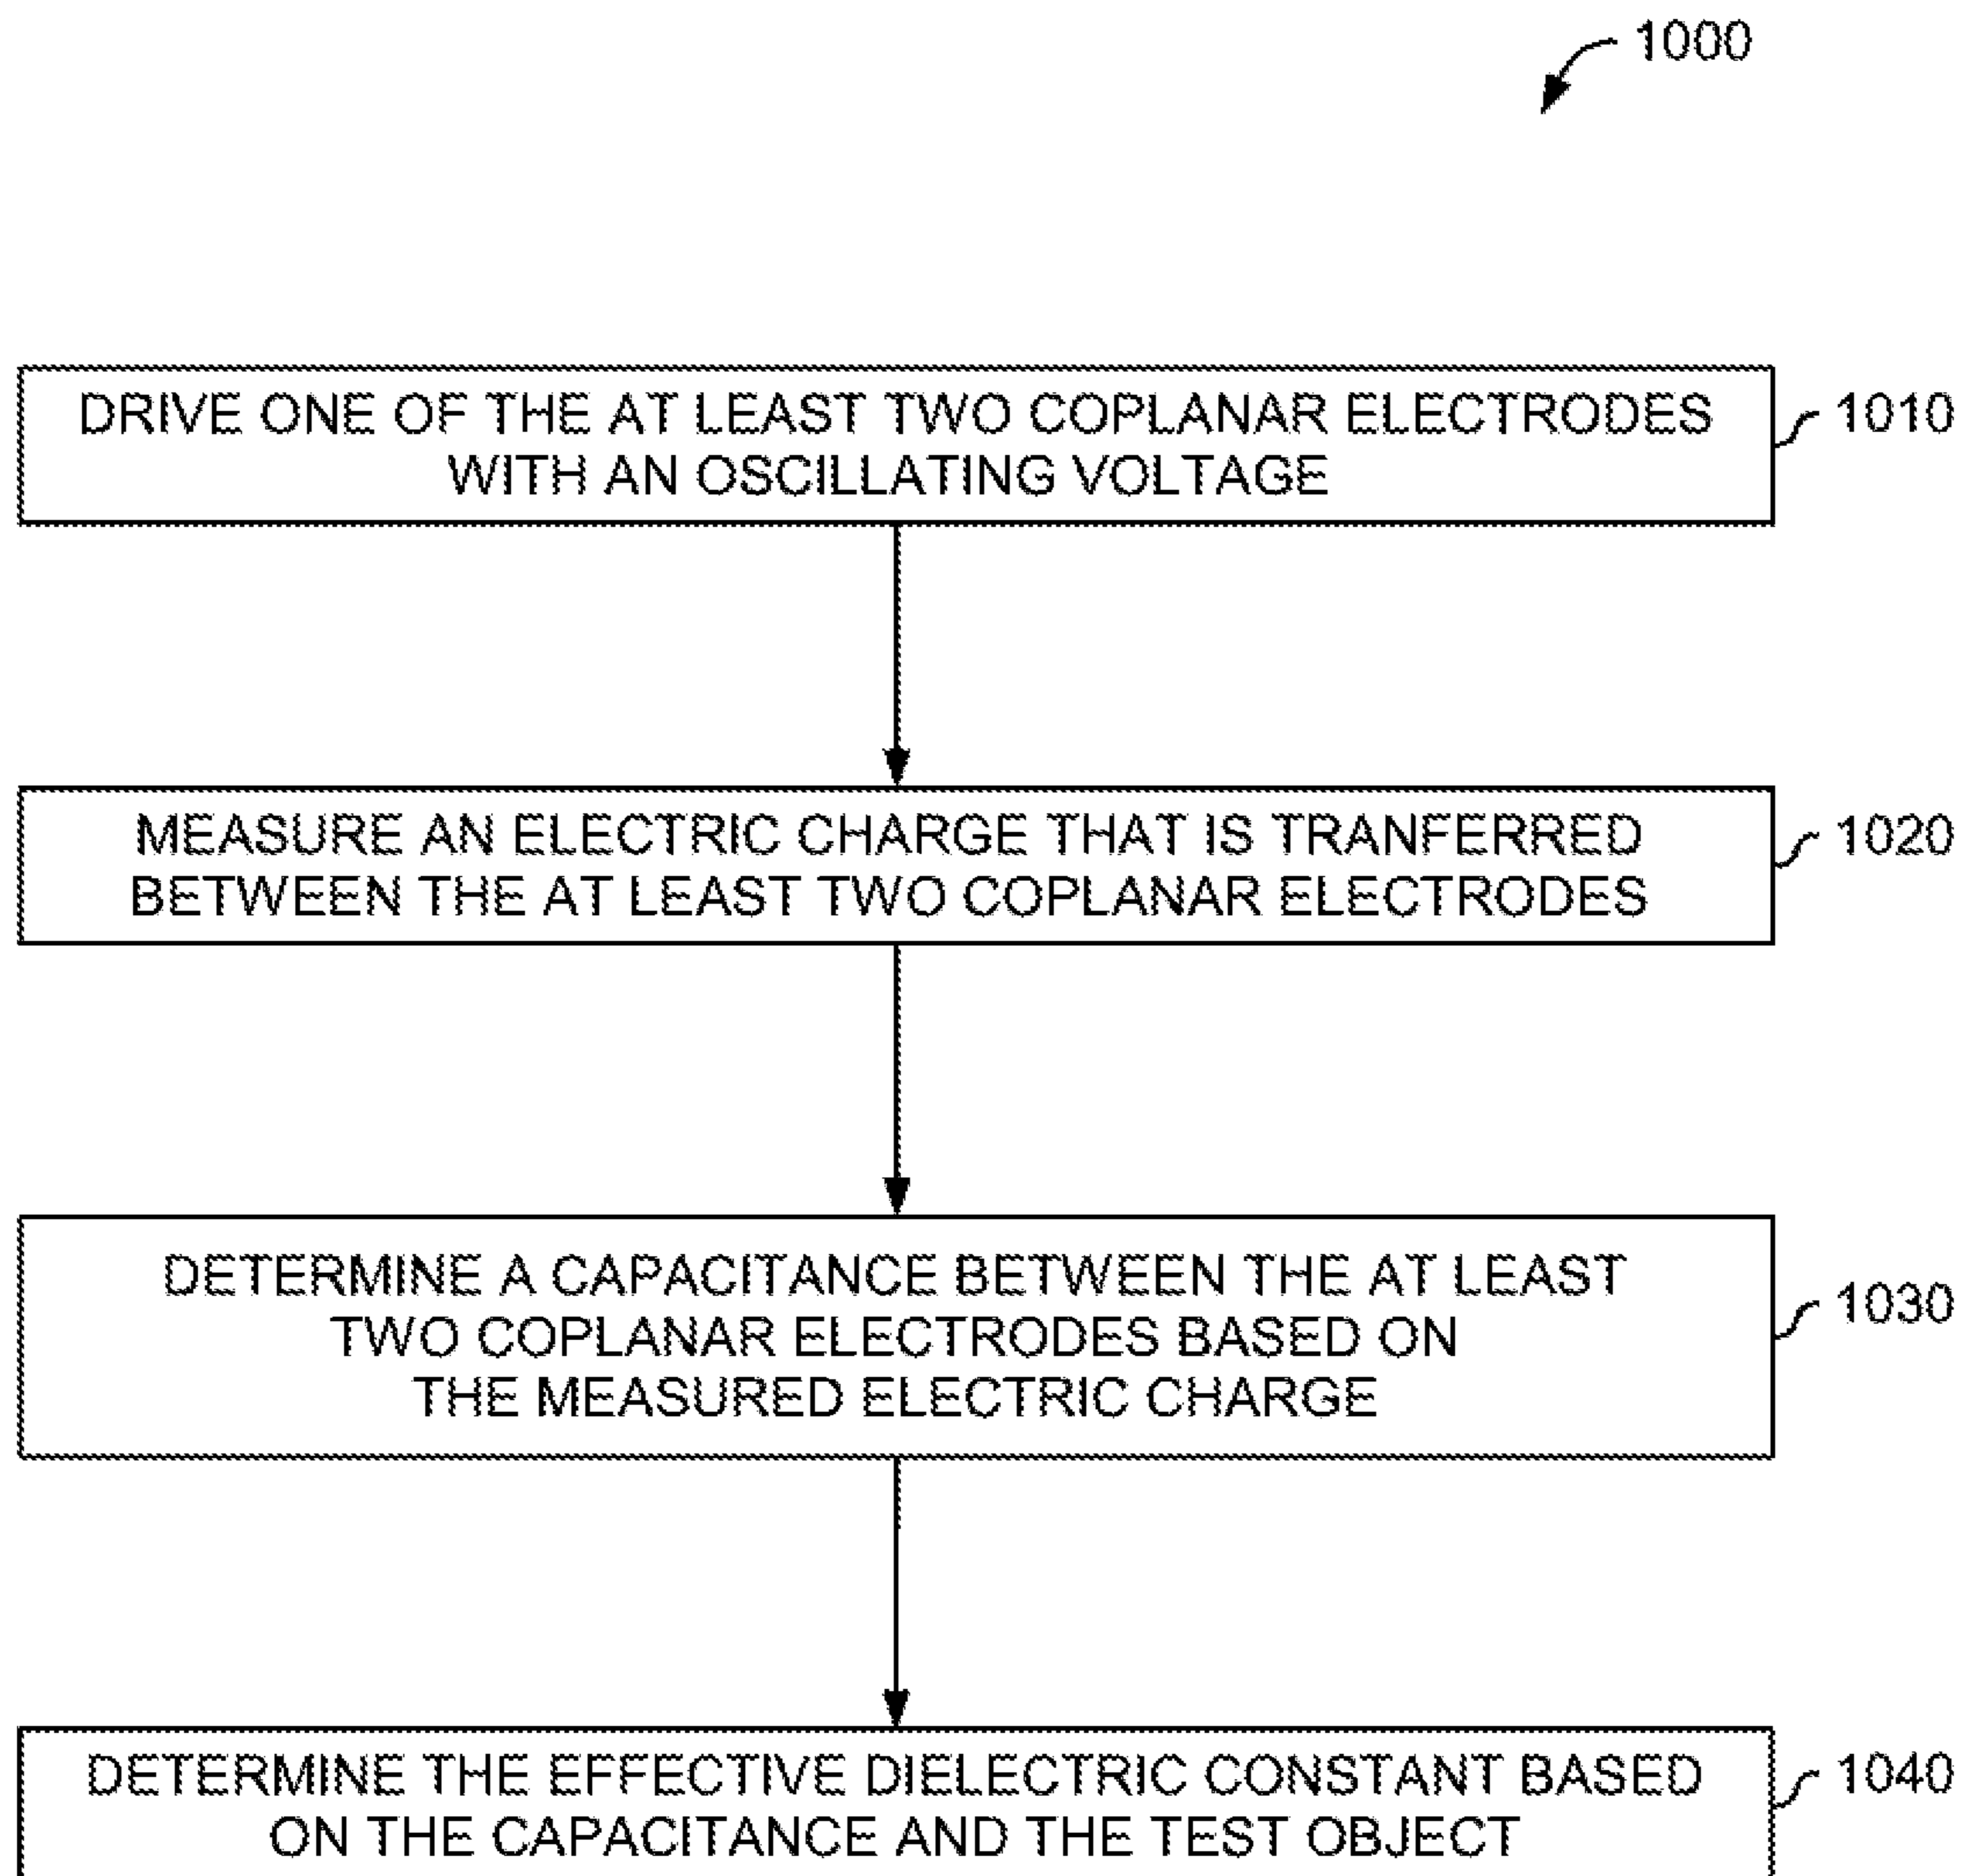 1000
DRIVE ONE OF THE AT LEAST TWO COPLANAR ELECTRODES
WITH AN OSCILLATING VOLTAGE
1010
MEASURE AN ELECTRIC CHARGE THAT IS TRANFERRED
BETWEEN THE AT LEAST TWO COPLANAR ELECTRODES
1020
DETERMINE A CAPACITANCE BETWEEN THE AT LEAST
TWO COPLANAR ELECTRODES BASED ON
THE MEASURED ELECTRIC CHARGE
1030
DETERMINE THE EFFECTIVE DIELECTRIC CONSTANT BASED
ON THE CAPACITANCE AND THE TEST OBJECT
1040